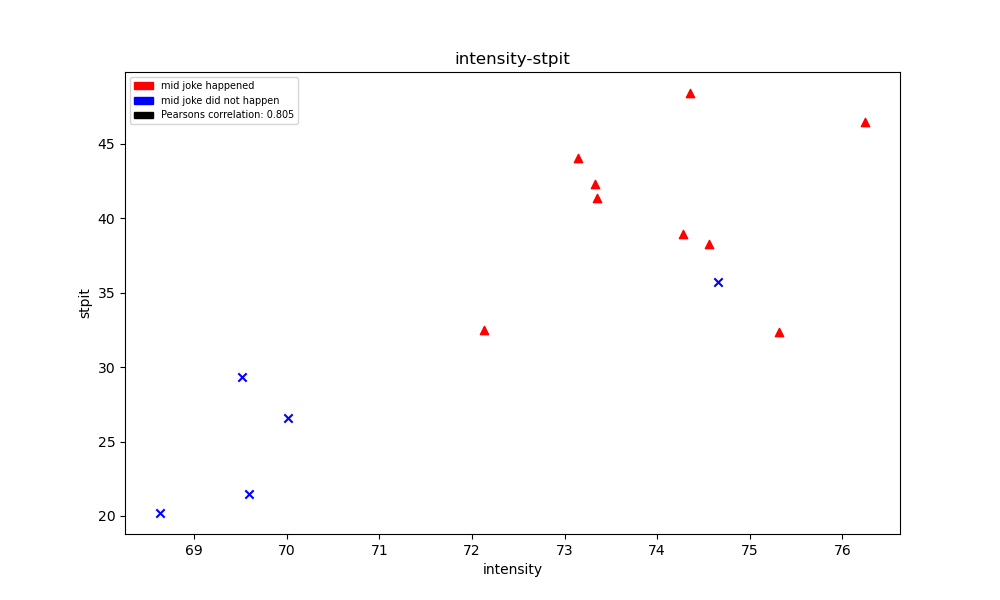 intensity-stpit
mid joke happened
mid joke did not happen
Pearsons correlation: 0.805
45
40
35
30
25
20
stpit
69 70 71 72 73 74 75 76
intensity